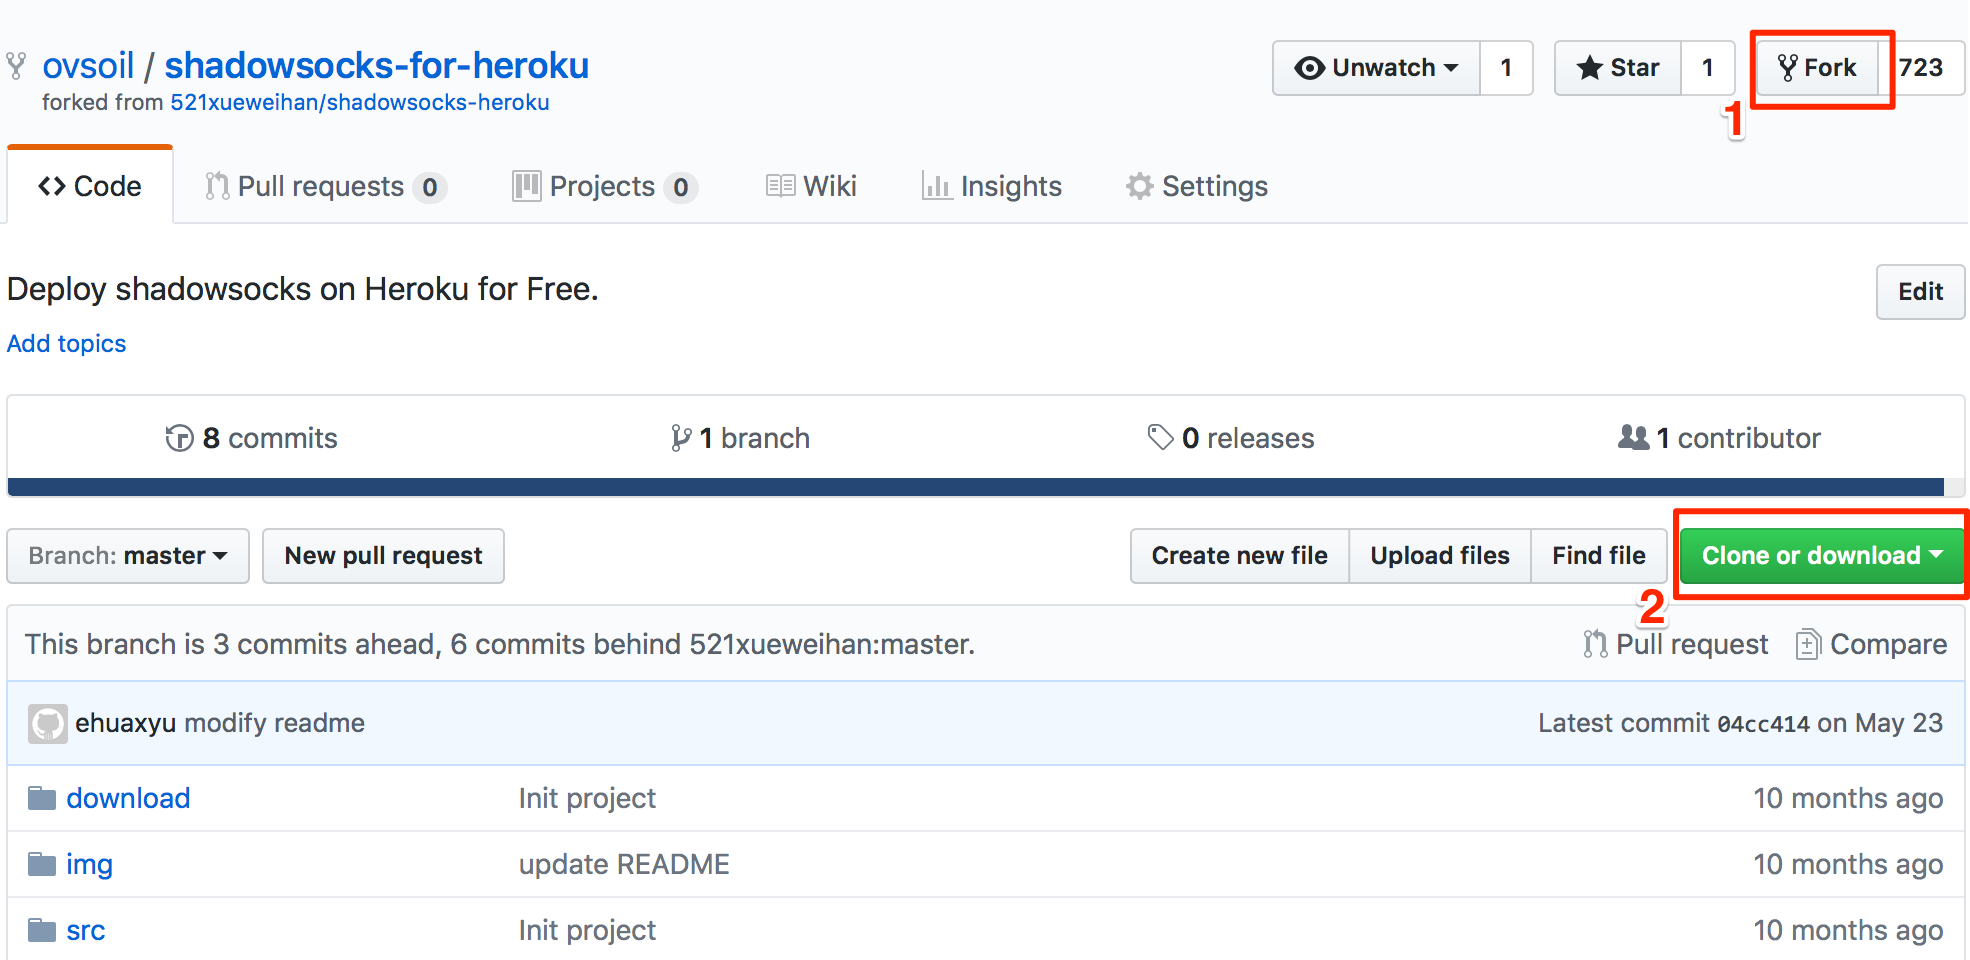 ovsoil / shadowsocks-for-heroku
Unwatch 1 Star 1 Fork 723
forked from 521xueweihan/shadowsocks-heroku
1
Code Pull requests 0 Projects 0 Wiki Insights Settings
Deploy shadowsocks on Heroku for Free.
Edit
Add topics
8 commits 1 branch 0 releases 1 contributor
Branch: master New pull request Create new file Upload files Find file Clone or download
2
This branch is 3 commits ahead, 6 commits behind 521xueweihan:master. Pull request Compare
ehuaxyu modify readme Latest commit 04cc414 on May 23
download Init project 10 months ago
img update README 10 months ago
src Init project 10 months ago